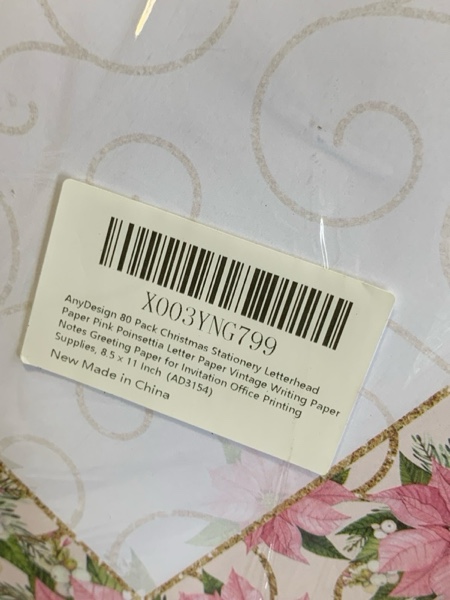 X003YNG799
AnyDesign 80 Pack Christmas Stationery Letterhead
Paper Pink Poinsettia Letter Paper Vintage Writing Paper
Notes Greeting Paper for Invitation Office Printing
Supplies, 8.5 x 11 Inch (AD3154)
New Made in China